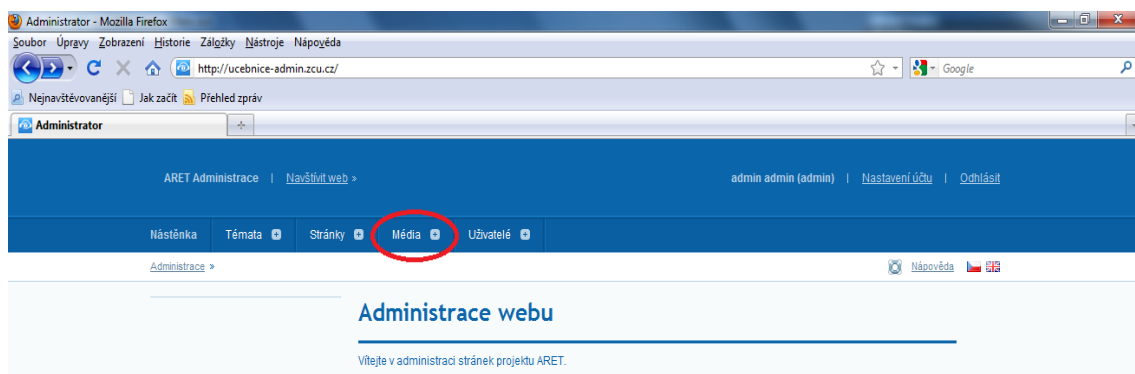 Administrator - Mozilla Firefox
Soubor Úpravy Zobrazení Historie Záložky Nástroje Nápověda
http://ucebnice-admin.zcu.cz/ Google
Nejnavštěvovanější Jak začít Přehled zpráv
Administrator
ARET Administrace | Navštívit web » admin admin (admin) | Nastavení účtu | Odhlásit
Nástěnka Témata Stránky Média Uživatelé
Administrace » Nápověda
Administrace webu
Vítejte v administraci stránek projektu ARET.